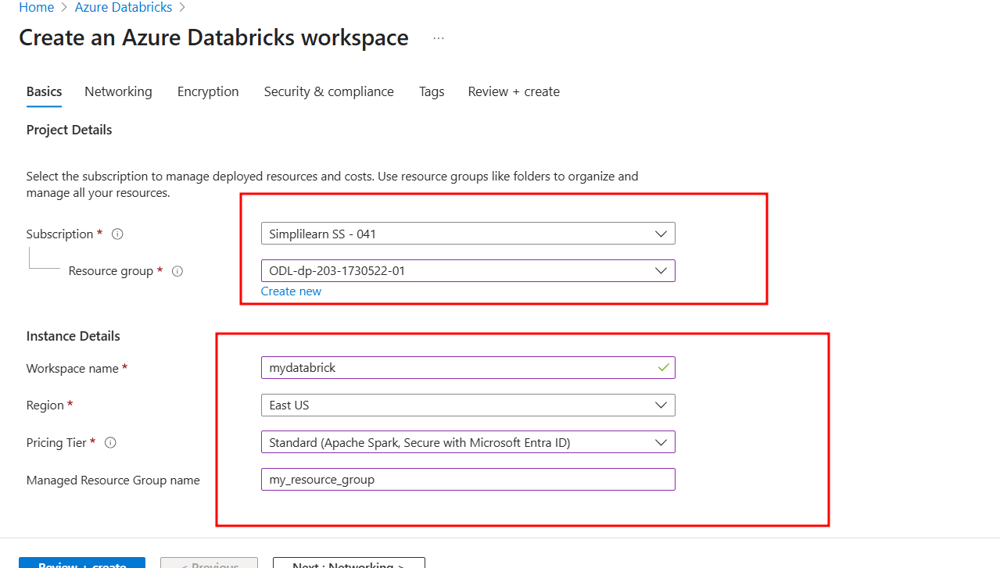 Home > Azure Databricks >
Create an Azure Databricks workspace ...
Basics Networking Encryption Security & compliance Tags Review + create
Project Details
Select the subscription to manage deployed resources and costs. Use resource groups like folders to organize and
manage all your resources.
Subscription * Simplilearn SS - 041
Resource group * ODL-dp-203-1730522-01
Create new
Instance Details
Workspace name * mydatabrick
Region * East US
Pricing Tier * Standard (Apache Spark, Secure with Microsoft Entra ID)
Managed Resource Group name my_resource_group
Review + create < Previous Next : Networking >